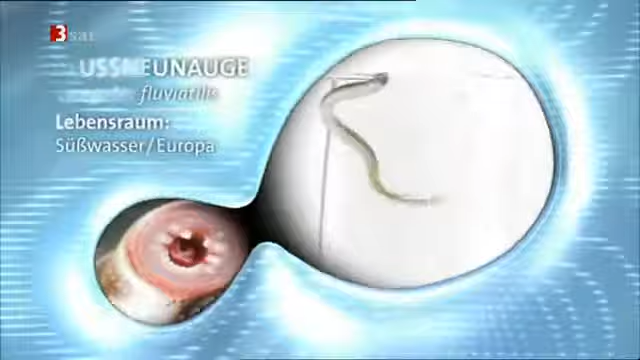 3sat
USSNEUNAUGE
fluviatilis
Lebensraum:
Süßwasser/Europa